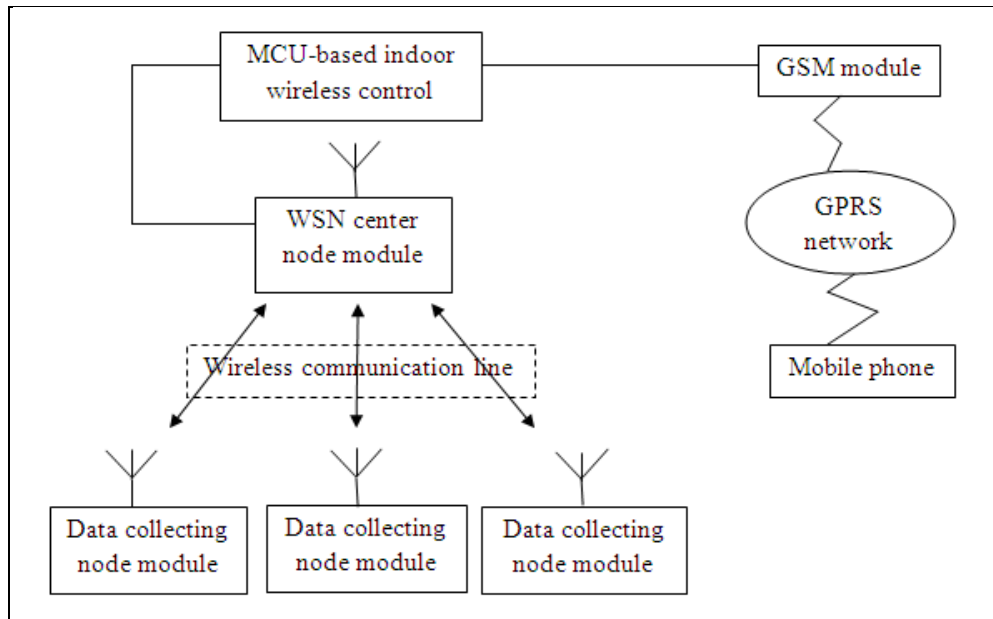 MCU-based indoor
wireless control
GSM module
WSN center
node module
GPRS
network
Wireless communication line
Mobile phone
Data collecting
node module
Data collecting
node module
Data collecting
node module